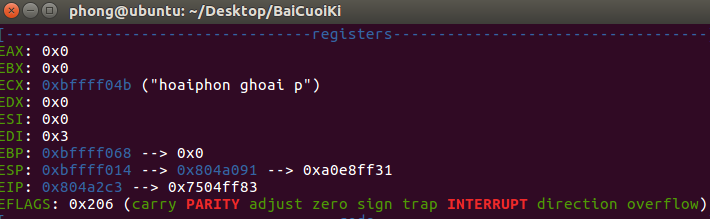 phong@ubuntu: ~/Desktop/BaiCuoiKi
[----------------------------------registers-----------------------------------
EAX: 0x0
EBX: 0x0
ECX: 0xbffff04b ("hoaiphon ghoai p")
EDX: 0x0
ESI: 0x0
EDI: 0x3
EBP: 0xbffff068 --> 0x0
ESP: 0xbffff014 --> 0x804a091 --> 0xa0e8ff31
EIP: 0x804a2c3 --> 0x7504ff83
EFLAGS: 0x206 (carry PARITY adjust zero sign trap INTERRUPT direction overflow)